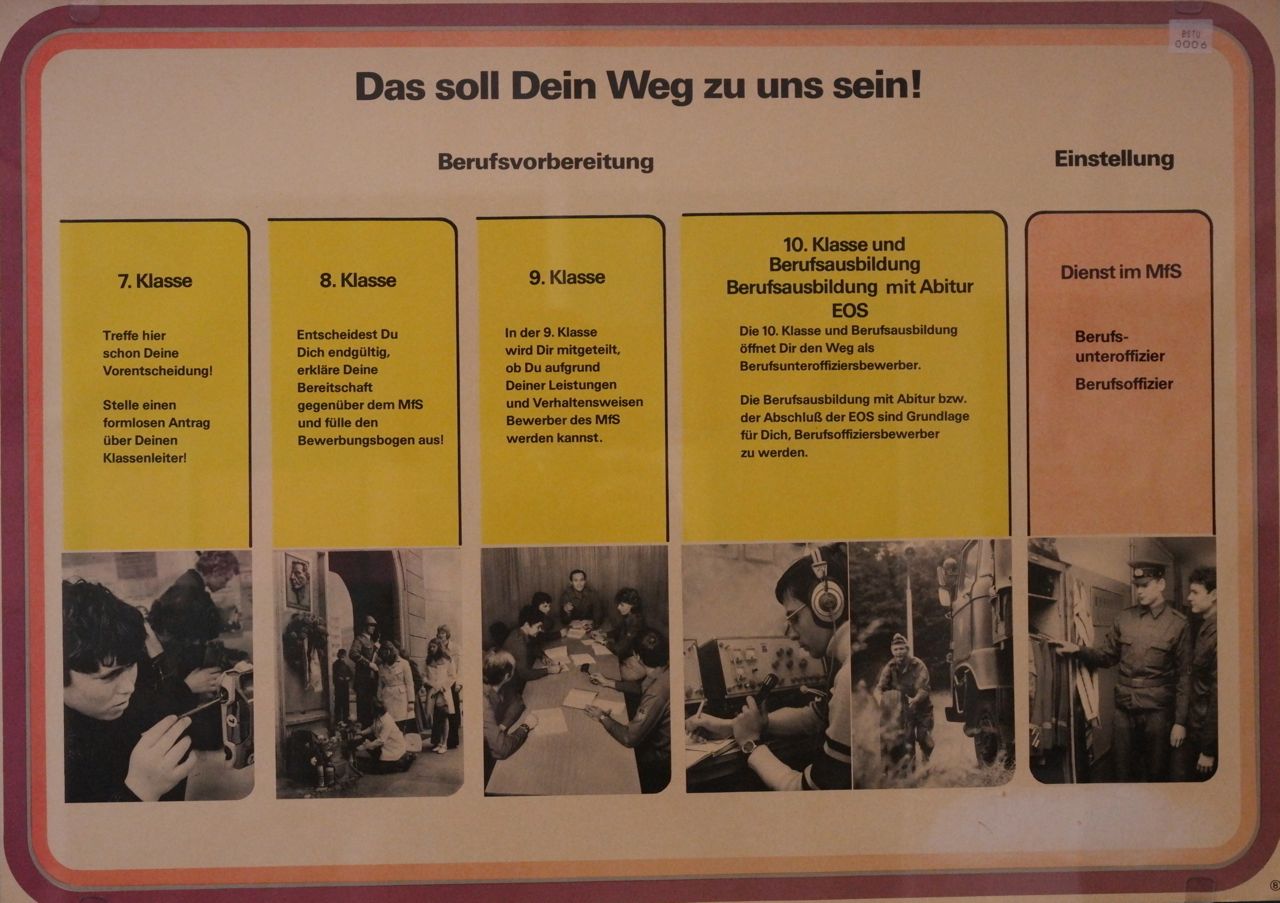 BStU
0006
Das soll Dein Weg zu uns sein!
Berufsvorbereitung
Einstellung
7. Klasse
Treffe hier
schon Deine
Vorentscheidung!
Stelle einen
formlosen Antrag
über Deinen
Klassenleiter!
8. Klasse
Entscheidest Du
Dich endgültig,
erkläre Deine
Bereitschaft
gegenüber dem MfS
und fülle den
Bewerbungsbogen aus!
9. Klasse
In der 9. Klasse
wird Dir mitgeteilt,
ob Du aufgrund
Deiner Leistungen
und Verhaltensweisen
Bewerber des MfS
werden kannst.
10. Klasse und
Berufsausbildung
Berufsausbildung mit Abitur
EOS
Die 10. Klasse und Berufsausbildung
öffnet Dir den Weg als
Berufsunteroffiziersbewerber.
Die Berufsausbildung mit Abitur bzw.
der Abschluß der EOS sind Grundlage
für Dich, Berufsoffiziersbewerber
zu werden.
Dienst im MfS
Berufs-
unteroffizier
Berufsoffizier